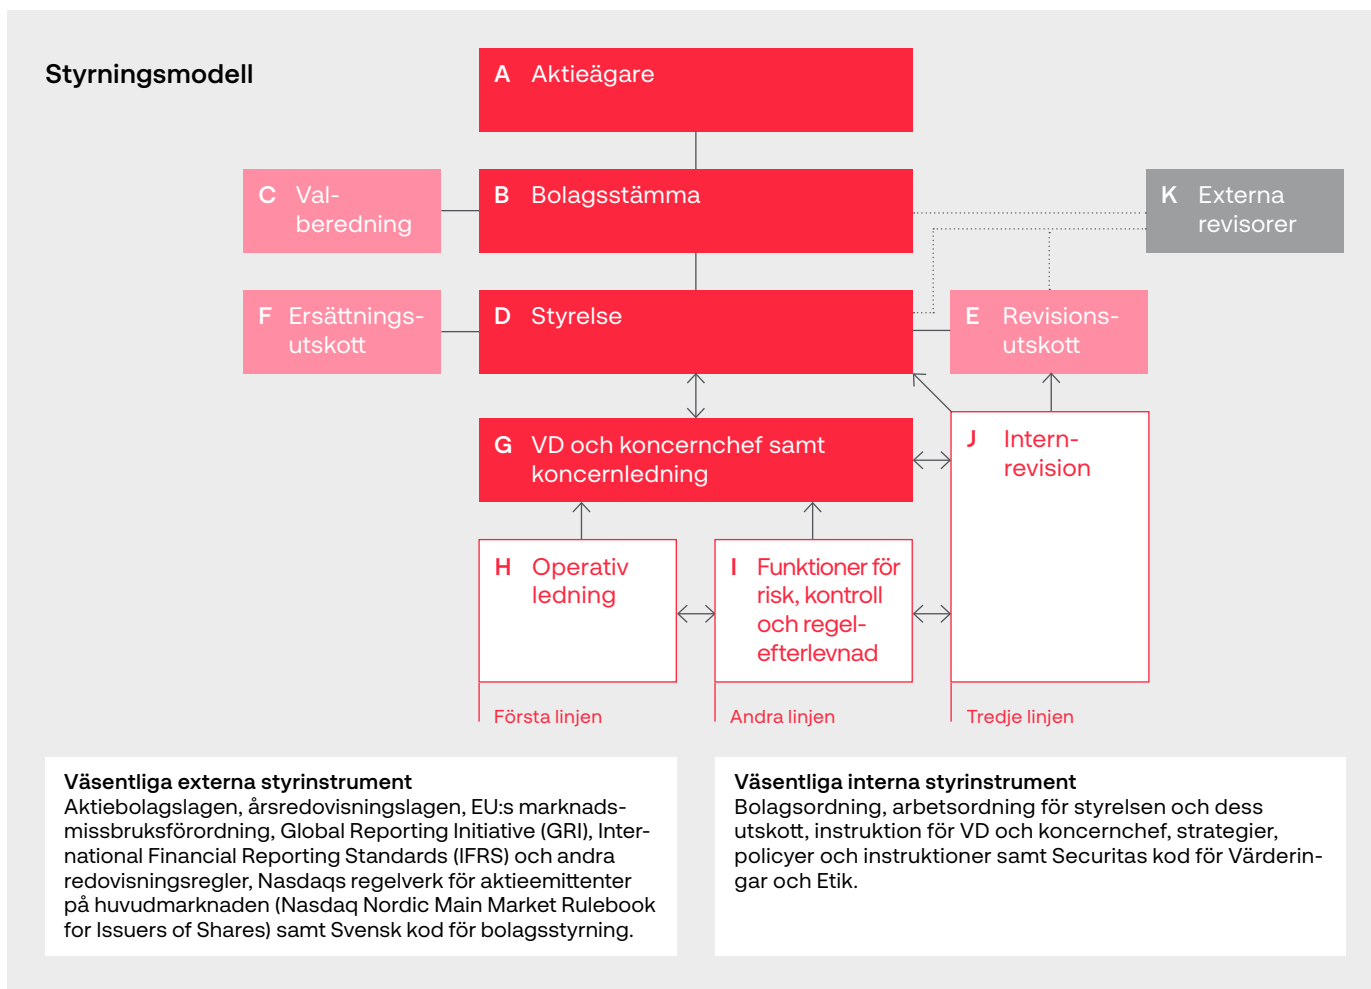 Styrningsmodell
A Aktieägare
C Val-
beredning
B Bolagsstämma
K Externa
revisorer
F Ersättnings-
utskott
D Styrelse
E Revisions-
utskott
G VD och koncernchef samt
koncernledning
J Intern-
revision
H Operativ
ledning
I Funktioner för
risk, kontroll
och regel-
efterlevnad
Första linjen
Andra linjen
Tredje linjen
Väsentliga externa styrinstrument
Aktiebolagslagen, årsredovisningslagen, EU:s marknads-
missbruksförordning, Global Reporting Initiative (GRI), Inter-
national Financial Reporting Standards (IFRS) och andra
redovisningsregler, Nasdaqs regelverk för aktieemittenter
på huvudmarknaden (Nasdaq Nordic Main Market Rulebook
for Issuers of Shares) samt Svensk kod för bolagsstyrning.
Väsentliga interna styrinstrument
Bolagsordning, arbetsordning för styrelsen och dess
utskott, instruktion för VD och koncernchef, strategier,
policyer och instruktioner samt Securitas kod för Värderin-
gar och Etik.